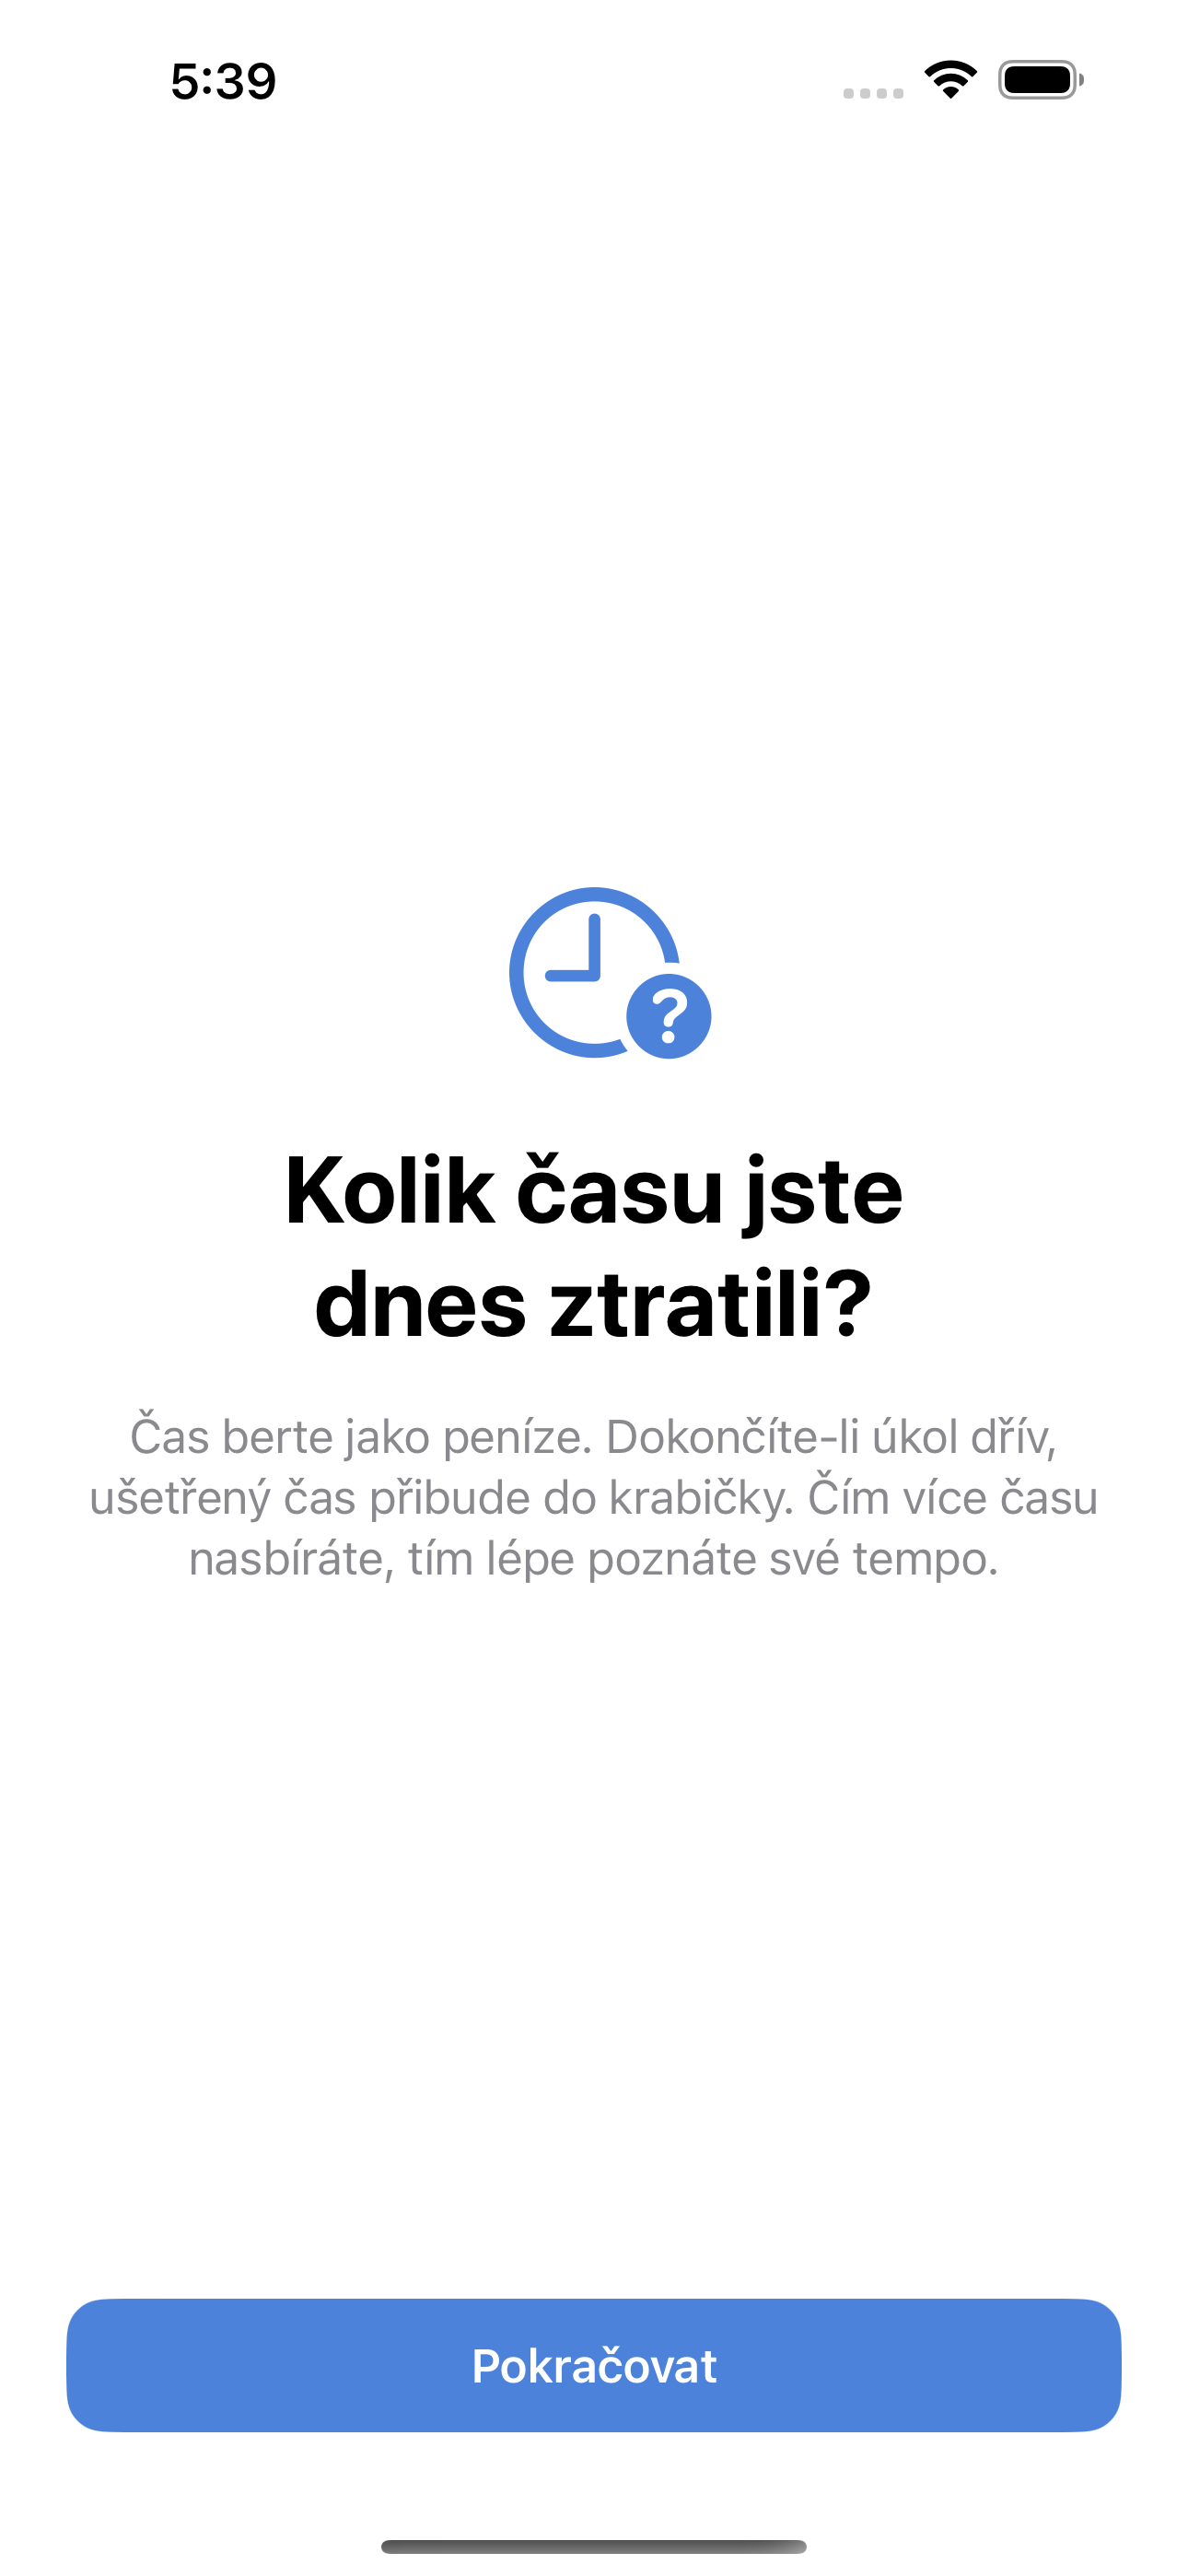 5:39
?
Kolik času jste
dnes ztratili?
Čas berte jako peníze. Dokončíte-li úkol dřív,
ušetřený čas přibude do krabičky. Čím více času
nasbíráte, tím lépe poznáte své tempo.
Pokračovat